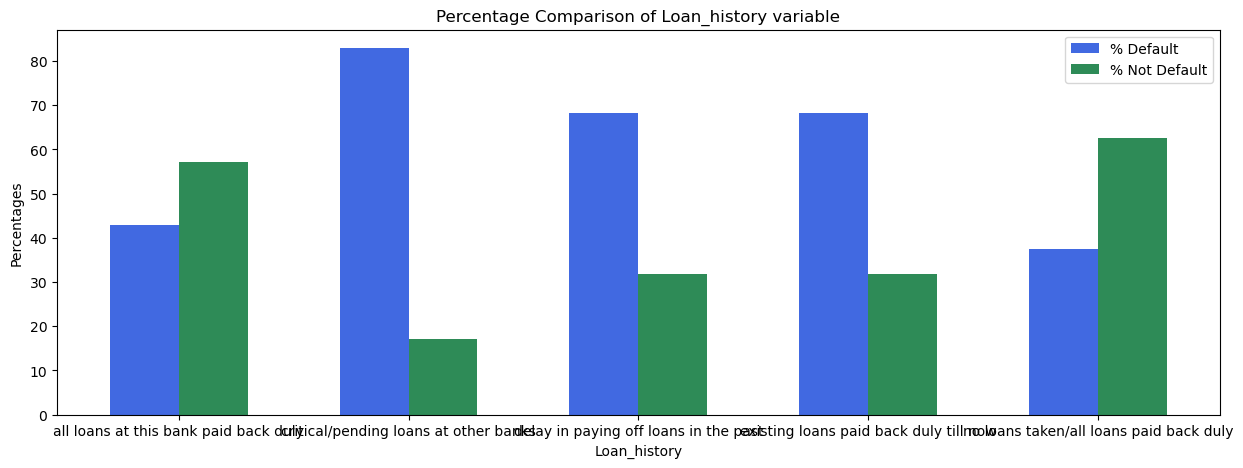 Percentage Comparison of Loan_history variable
% Default
% Not Default
Percentages
80
70
60
50
40
30
20
10
0
all loans at this bank paid back duly
critical/pending loans at other banks
delay in paying off loans in the past
existing loans paid back duly till now
no loans taken/all loans paid back duly
Loan_history